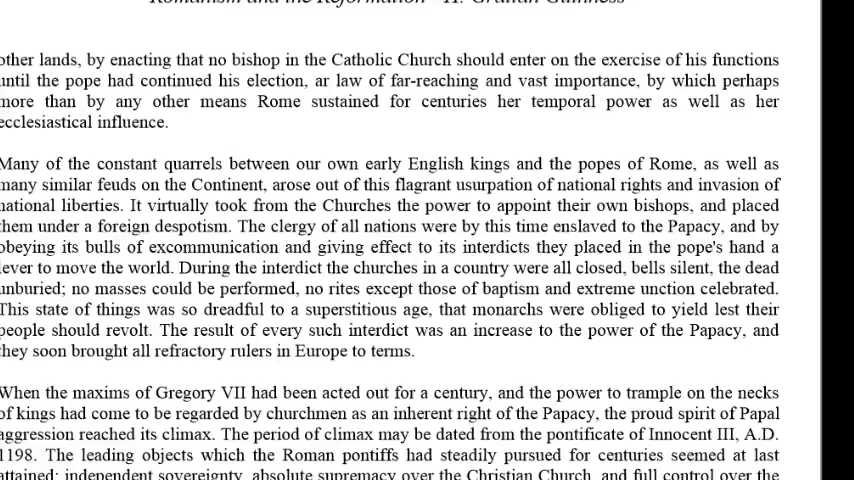 Romanism and the Reformation - H. Grattan Guinness
other lands, by enacting that no bishop in the Catholic Church should enter on the exercise of his functions
until the pope had continued his election, ar law of far-reaching and vast importance, by which perhaps
more than by any other means Rome sustained for centuries her temporal power as well as her
ecclesiastical influence.
Many of the constant quarrels between our own early English kings and the popes of Rome, as well as
many similar feuds on the Continent, arose out of this flagrant usurpation of national rights and invasion of
national liberties. It virtually took from the Churches the power to appoint their own bishops, and placed
them under a foreign despotism. The clergy of all nations were by this time enslaved to the Papacy, and by
obeying its bulls of excommunication and giving effect to its interdicts they placed in the pope's hand a
lever to move the world. During the interdict the churches in a country were all closed, bells silent, the dead
unburied; no masses could be performed, no rites except those of baptism and extreme unction celebrated.
This state of things was so dreadful to a superstitious age, that monarchs were obliged to yield lest their
people should revolt. The result of every such interdict was an increase to the power of the Papacy, and
they soon brought all refractory rulers in Europe to terms.
When the maxims of Gregory VII had been acted out for a century, and the power to trample on the necks
of kings had come to be regarded by churchmen as an inherent right of the Papacy, the proud spirit of Papal
aggression reached its climax. The period of climax may be dated from the pontificate of Innocent III, A.D.
1198. The leading objects which the Roman pontiffs had steadily pursued for centuries seemed at last
attained: independent sovereignty, absolute supremacy over the Christian Church, and full control over the